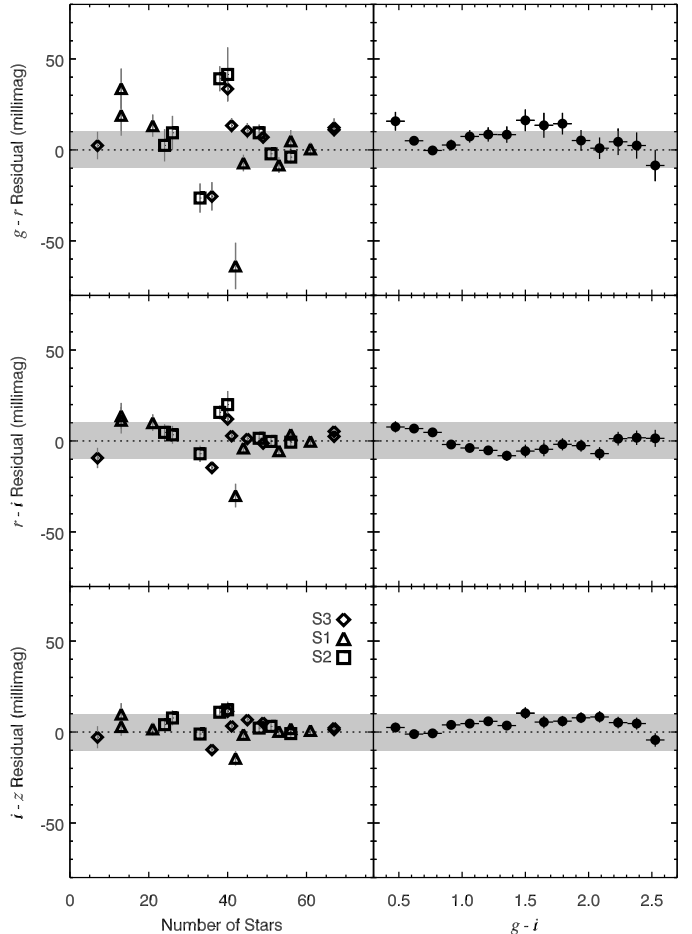 50
0
-50
g - r Residual (millimag)
50
0
-50
r - i Residual (millimag)
S3
S1
S2
50
0
-50
i - z Residual (millimag)
0 20 40 60
Number of Stars
0.5 1.0 1.5 2.0 2.5
g - i